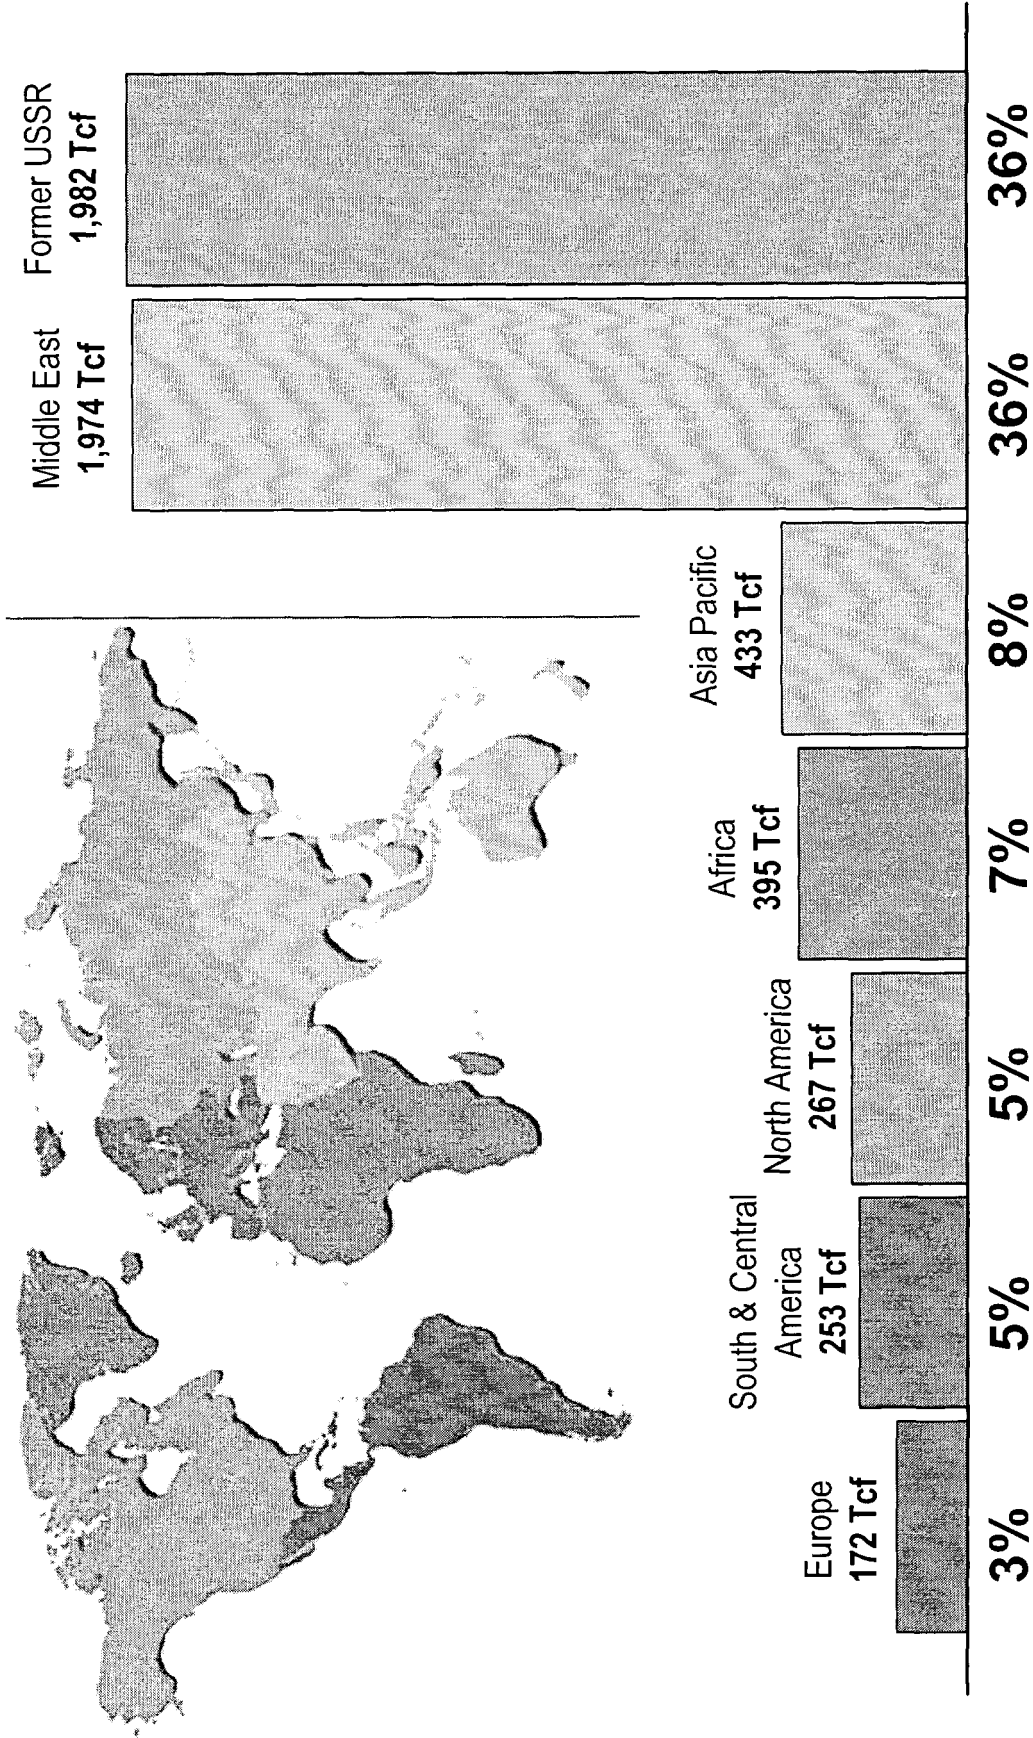 Europe
172 Tcf
3%
South & Central
America
253 Tcf
5%
North America
267 Tcf
5%
Africa
395 Tcf
7%
Asia Pacific
433 Tcf
8%
Middle East
1,974 Tcf
36%
Former USSR
1,982 Tcf
36%